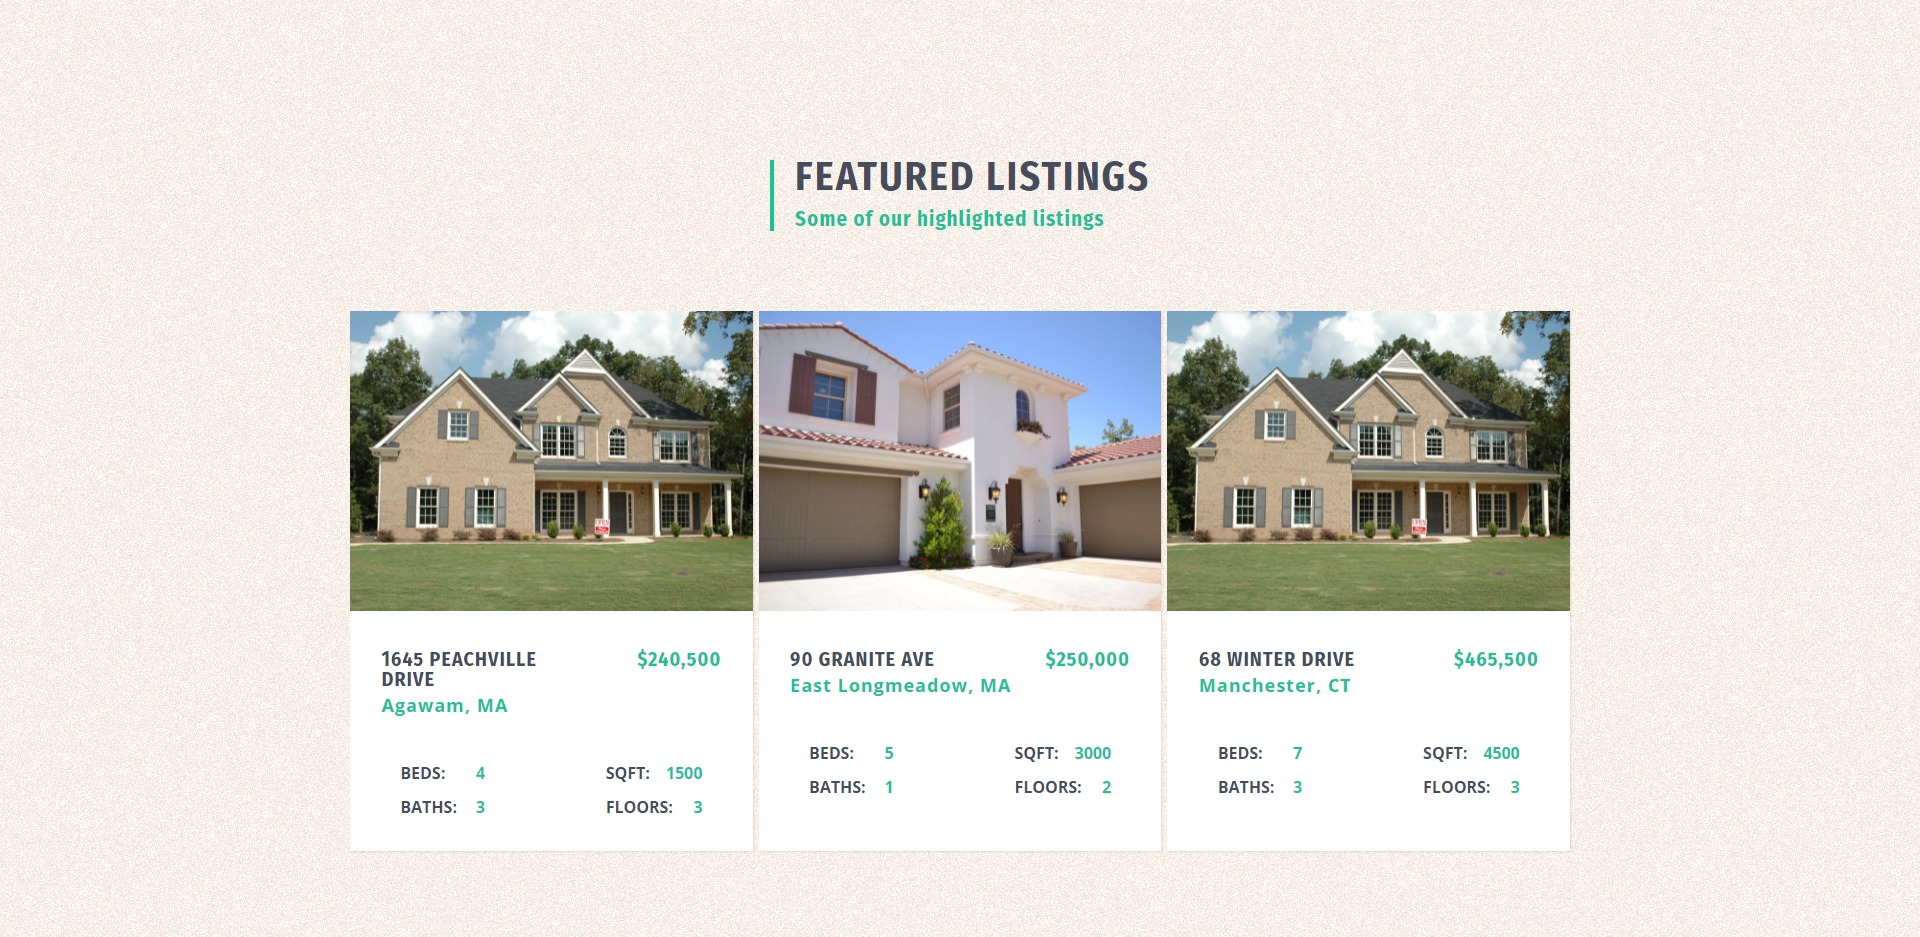 FEATURED LISTINGS
Some of our highlighted listings
1645 PEACHVILLE
DRIVE
$240,500
Agawam, MA
BEDS: 4 SQFT: 1500
BATHS: 3 FLOORS: 3
90 GRANITE AVE $250,000
East Longmeadow, MA
BEDS: 5 SQFT: 3000
BATHS: 1 FLOORS: 2
68 WINTER DRIVE $465,500
Manchester, CT
BEDS: 7 SQFT: 4500
BATHS: 3 FLOORS: 3